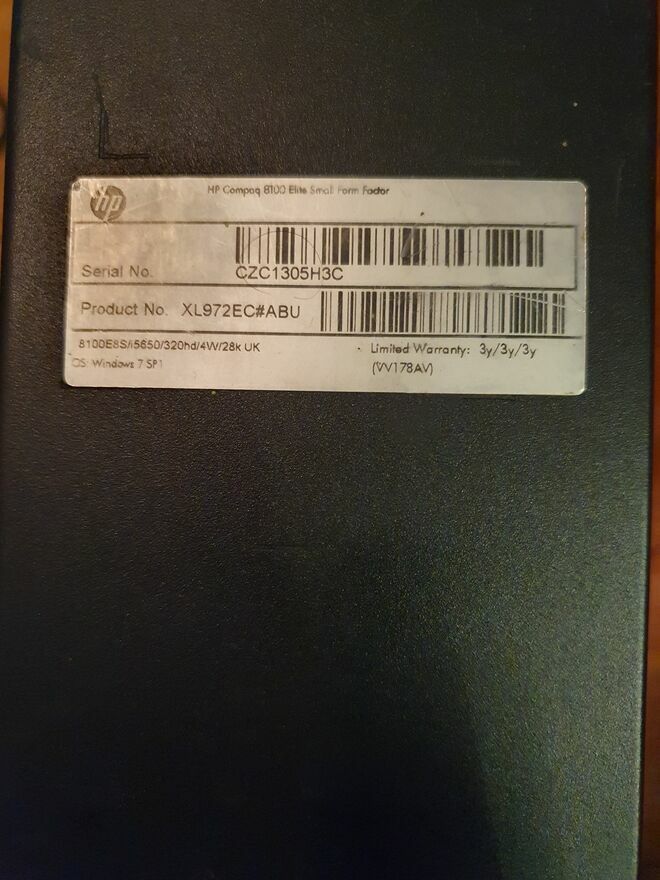 hp
HP Compaq 8100 Elite Small Form Factor
Serial No.
CZC1305H3C
Product No. XL972EC#ABU
8100E8S/i5650/320hd/4W/28k UK
OS: Windows 7 SP1
Limited Warranty: 3y/3y/3y
(VV178AV)